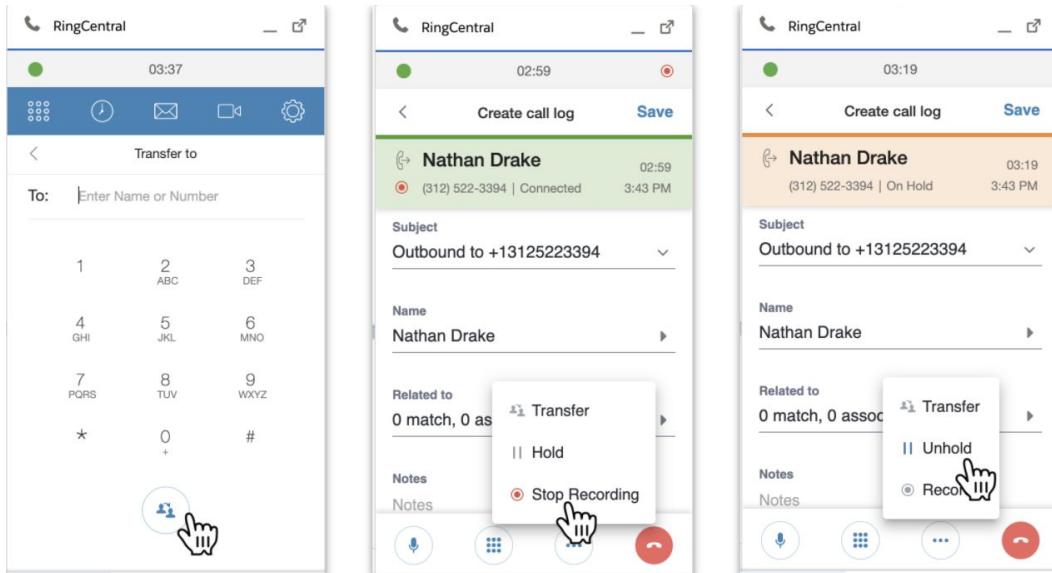 RingCentral
03:37
Transfer to
To: Enter Name or Number
1 2 3
ABC DEF
4 5 6
GHI JKL MNO
7 8 9
PQRS TUV WXYZ
* 0 #
+
RingCentral
02:59
Create call log Save
Nathan Drake 02:59
(312) 522-3394 | Connected 3:43 PM
Subject
Outbound to +13125223394
Name
Nathan Drake
Related to
0 match, 0 as
Transfer
Hold
Stop Recording
Notes
Notes
RingCentral
03:19
Create call log Save
Nathan Drake 03:19
(312) 522-3394 | On Hold 3:43 PM
Subject
Outbound to +13125223394
Name
Nathan Drake
Related to
0 match, 0 assoc
Transfer
Unhold
Recor
Notes
Notes